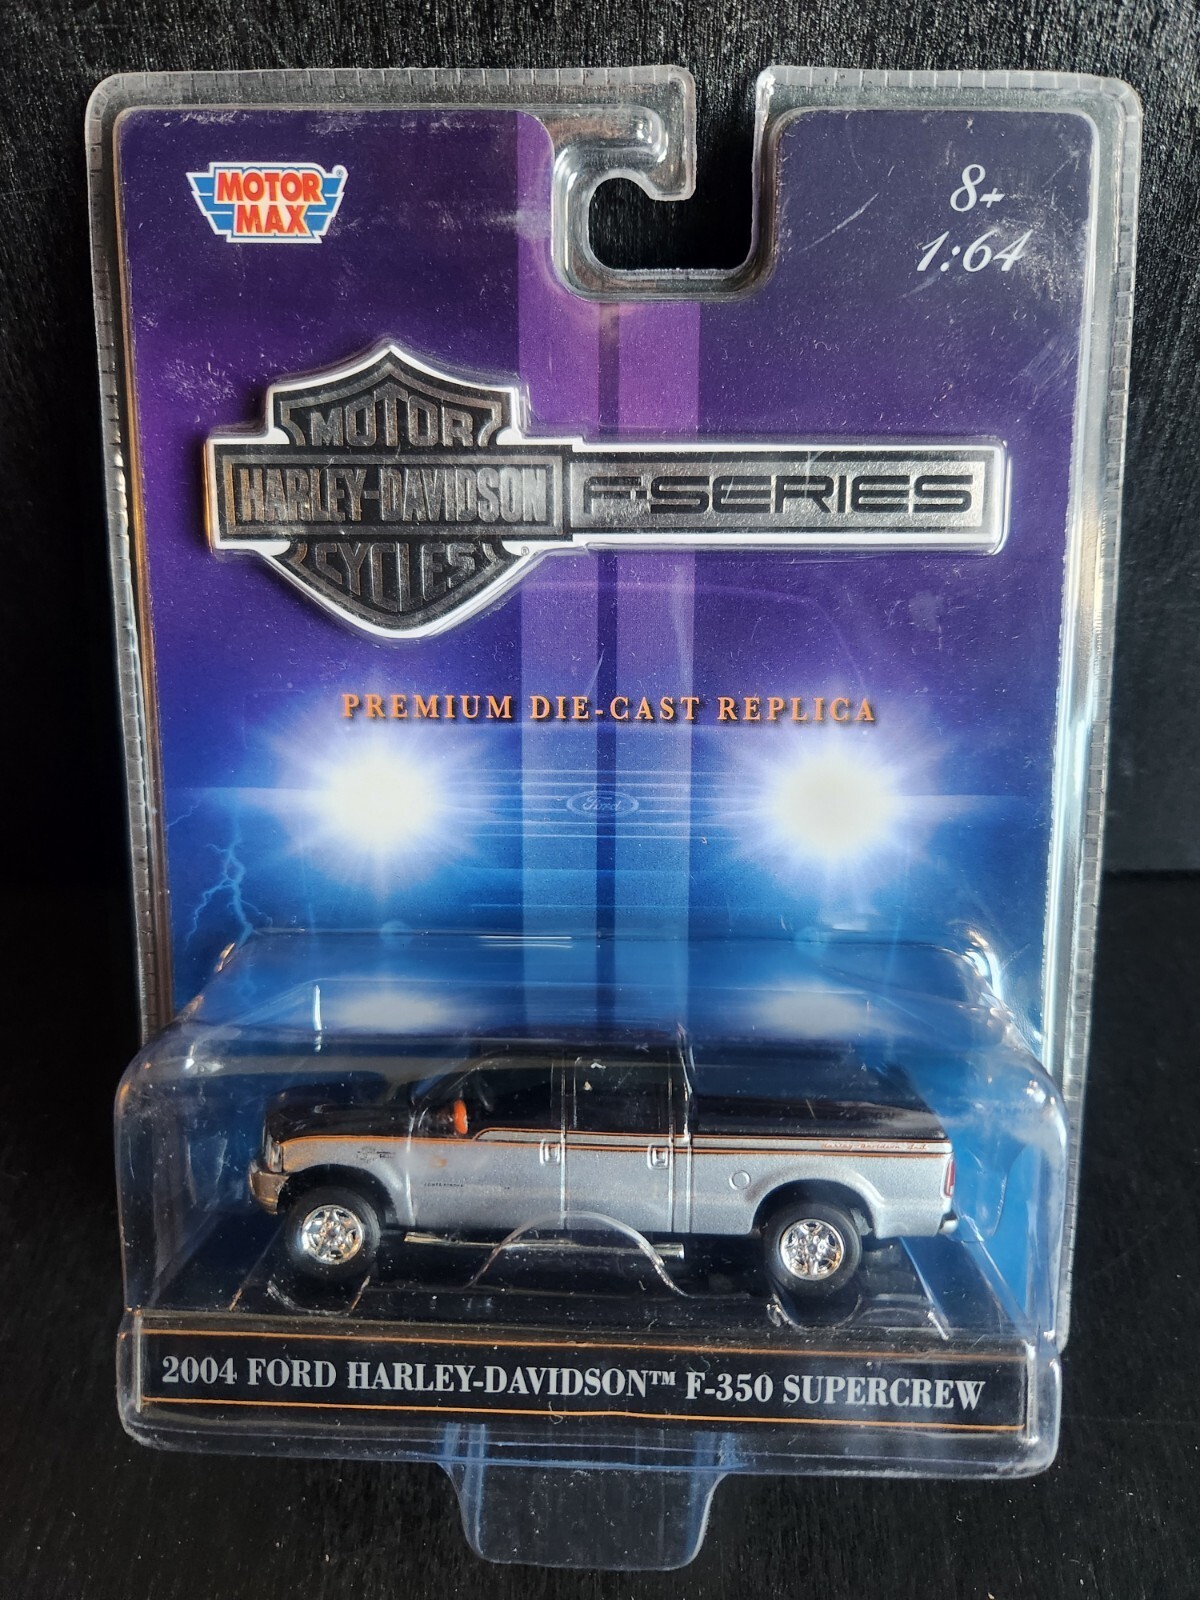 MOTOR
MAX®
8+
1:64
MOTOR
HARLEY-DAVIDSON
CYCLES
®
F-SERIES
PREMIUM DIE-CAST REPLICA
Ford
2004 FORD HARLEY-DAVIDSON™ F-350 SUPERCREW